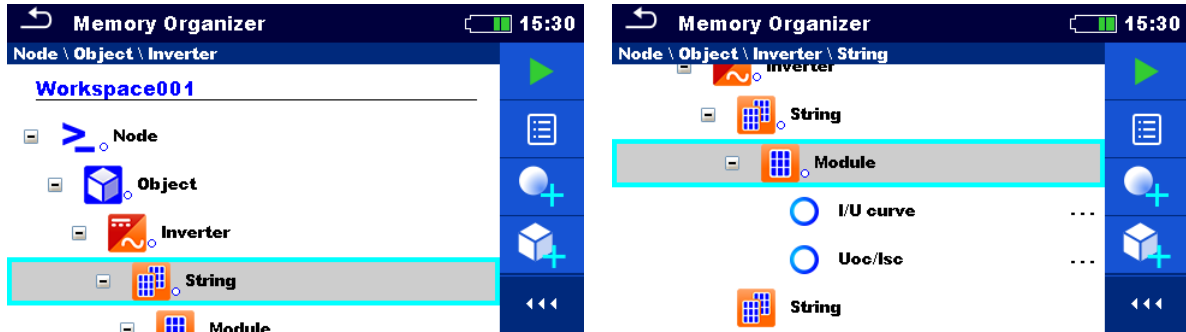 Memory Organizer
15:30
Node \ Object \ Inverter
Workspace001
Node
Object
Inverter
String
Module
Memory Organizer
15:30
Node \ Object \ Inverter \ String
Inverter
String
Module
I/U curve
...
Uoc/Isc
...
String